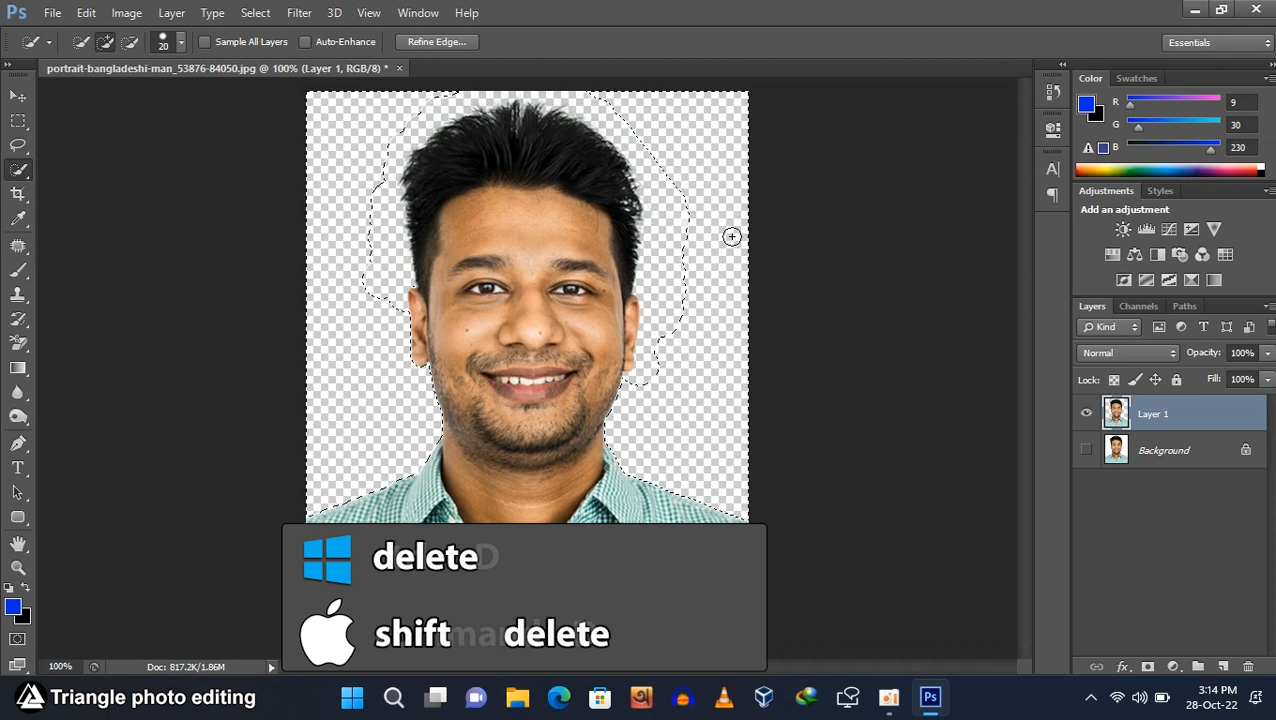 Ps File Edit Image Layer Type Select Filter 3D View Window Help
20 Sample All Layers Auto-Enhance Refine Edge... Essentials
portrait-bangladeshi-man_53876-84050.jpg @ 100% (Layer 1, RGB/8) * ×
Color Swatches
R 9
G 30
B 230
Adjustments Styles
Add an adjustment
Layers Channels Paths
Kind
Normal Opacity: 100%
Lock: Fill: 100%
Layer 1
Background
delete D
shift delete
100% Doc: 817.2K/1.86M
Triangle photo editing
3:14 PM
28-Oct-22